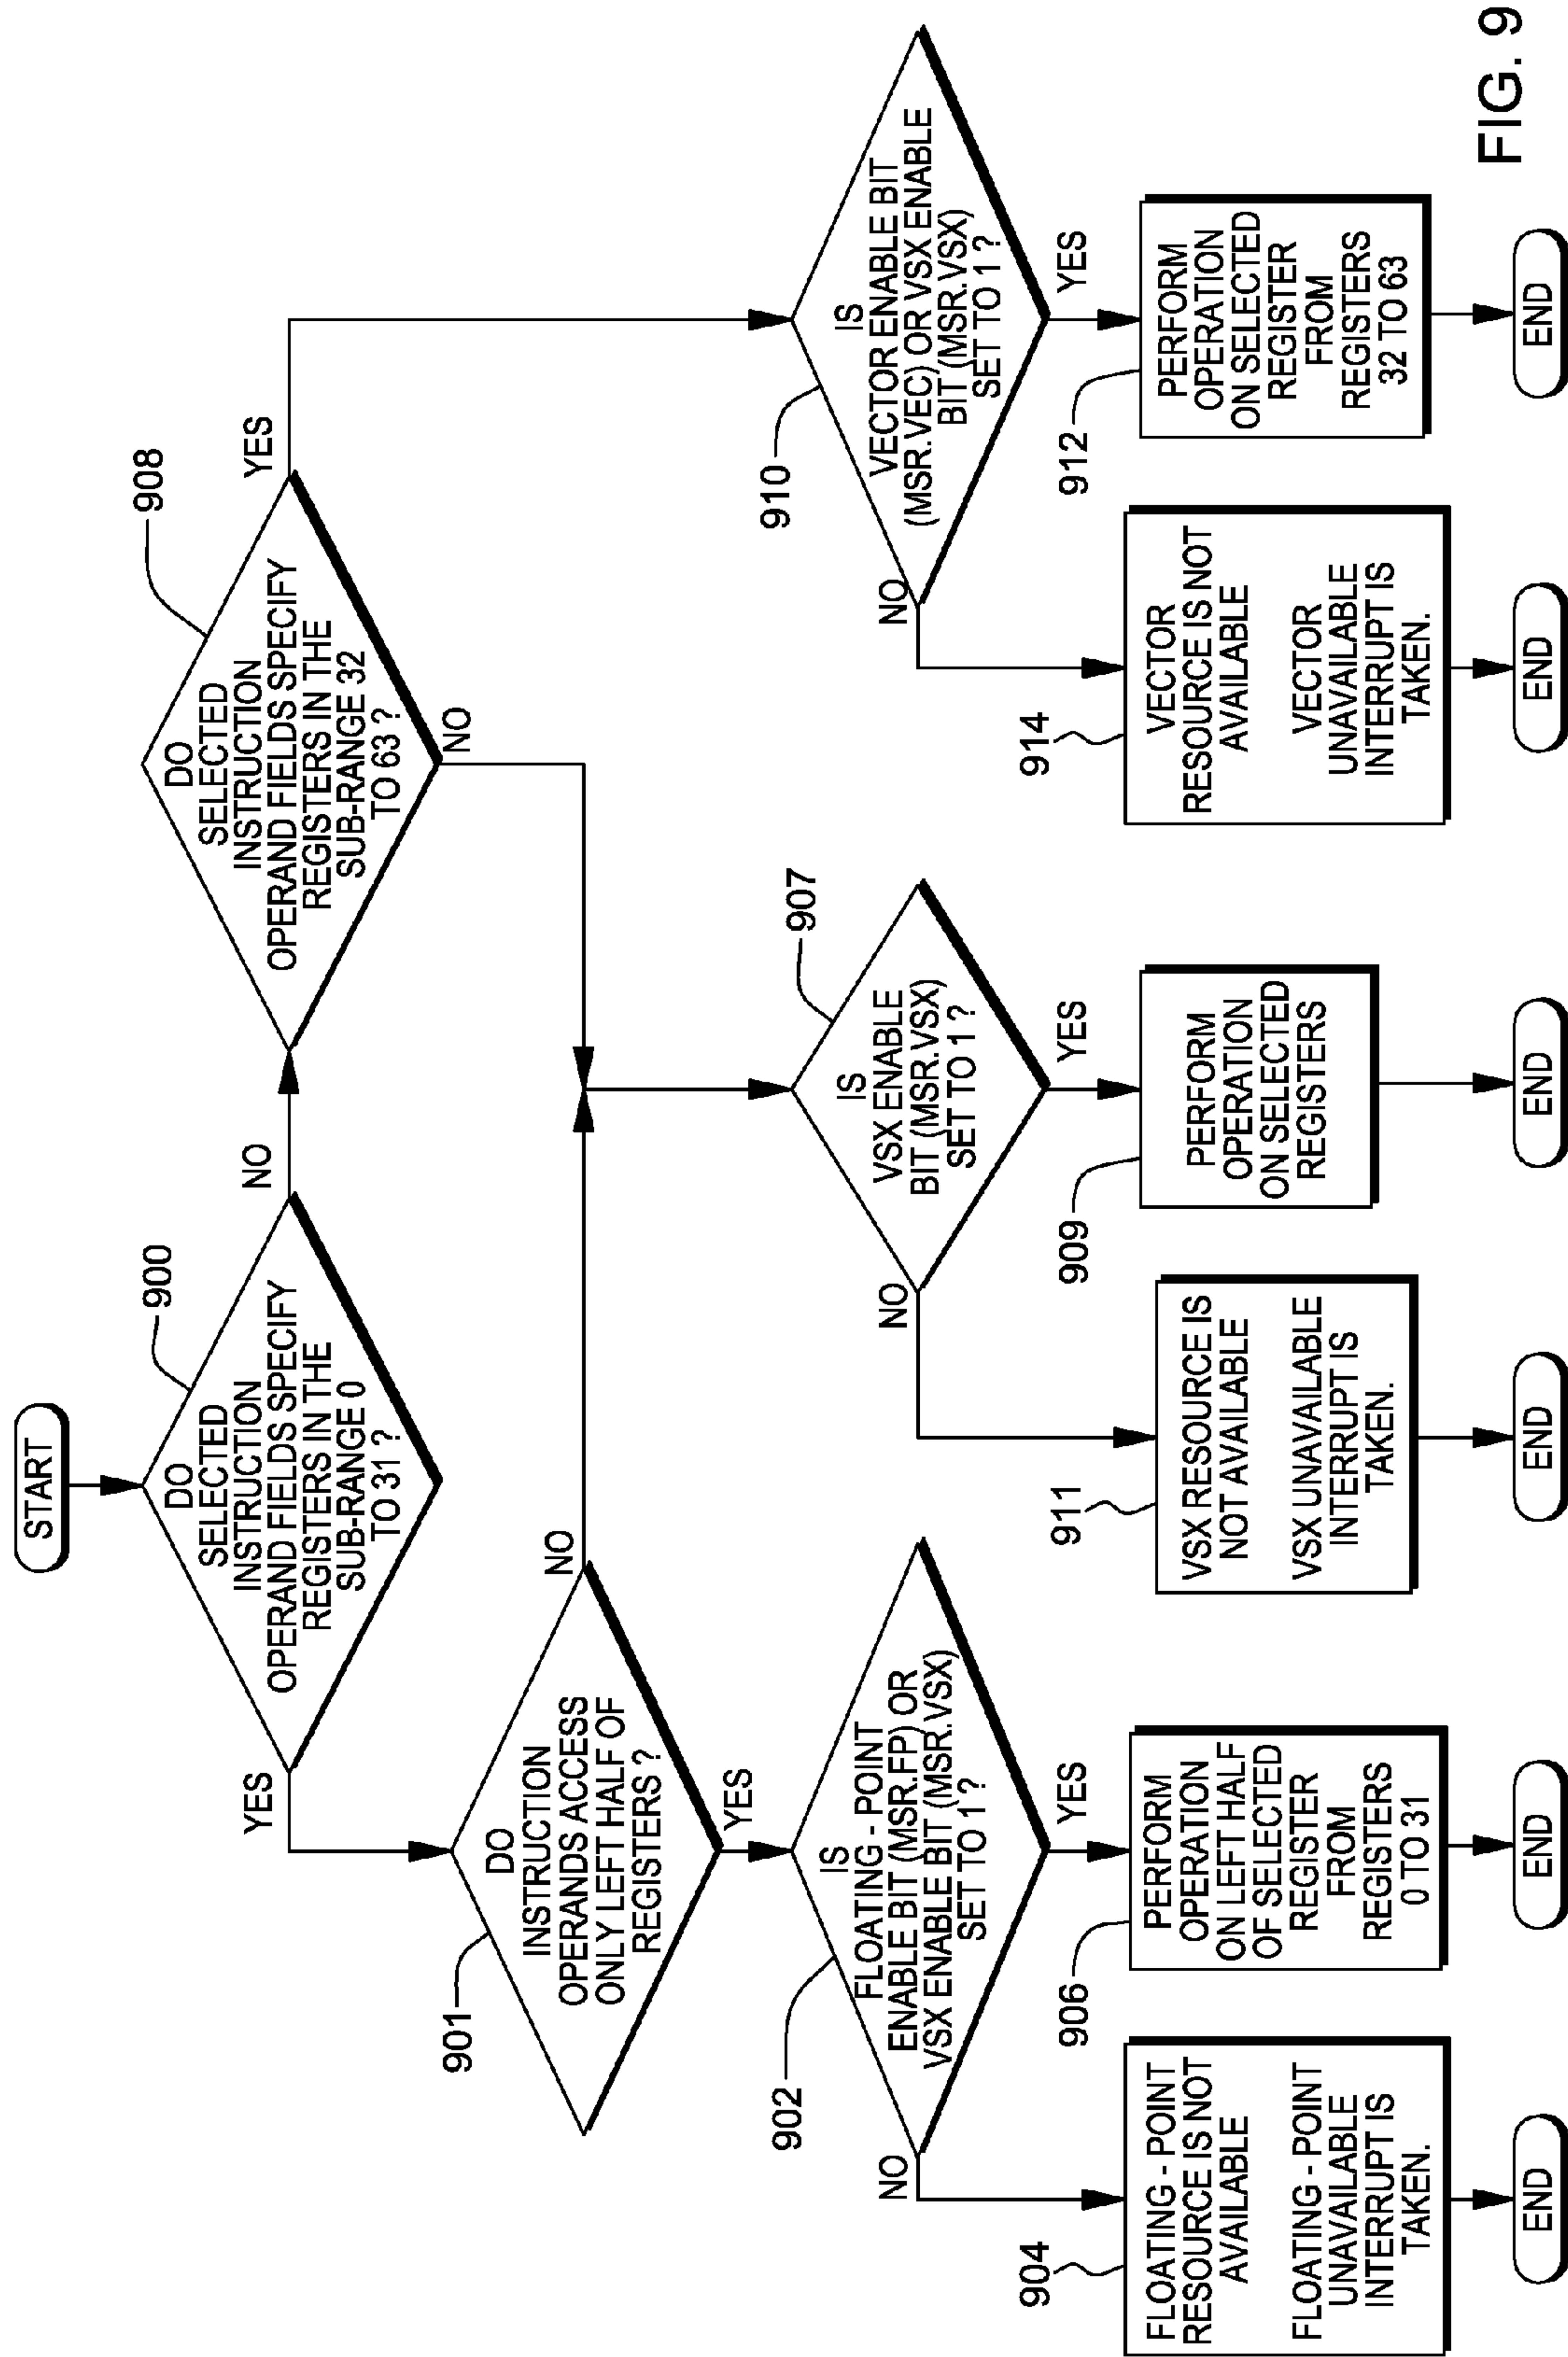 START
DO
SELECTED
INSTRUCTION
OPERAND FIELDS SPECIFY
REGISTERS IN THE
SUB-RANGE 0
TO 31 ?
900
YES
NO
DO
SELECTED
INSTRUCTION
OPERAND FIELDS SPECIFY
REGISTERS IN THE
SUB-RANGE 32
TO 63 ?
908
YES
NO
DO
INSTRUCTION
OPERANDS ACCESS
ONLY LEFT HALF OF
REGISTERS ?
901
NO
YES
IS
FLOATING - POINT
ENABLE BIT (MSR.FP) OR
VSX ENABLE BIT (MSR.VSX)
SET TO 1 ?
902
NO
YES
IS
VSX ENABLE
BIT (MSR.VSX)
SET TO 1 ?
907
NO
YES
IS
VECTOR ENABLE BIT
(MSR.VEC) OR VSX ENABLE
BIT (MSR.VSX)
SET TO 1 ?
910
NO
YES
904
FLOATING - POINT
RESOURCE IS NOT
AVAILABLE
FLOATING - POINT
UNAVAILABLE
INTERRUPT IS
TAKEN.
906
PERFORM
OPERATION
ON LEFT HALF
OF SELECTED
REGISTER
FROM
REGISTERS
0 TO 31
911
VSX RESOURCE IS
NOT AVAILABLE
VSX UNAVAILABLE
INTERRUPT IS
TAKEN.
909
PERFORM
OPERATION
ON SELECTED
REGISTERS
914
VECTOR
RESOURCE IS NOT
AVAILABLE
VECTOR
UNAVAILABLE
INTERRUPT IS
TAKEN.
912
PERFORM
OPERATION
ON SELECTED
REGISTER
FROM
REGISTERS
32 TO 63
END
END
END
END
END
END
FIG. 9